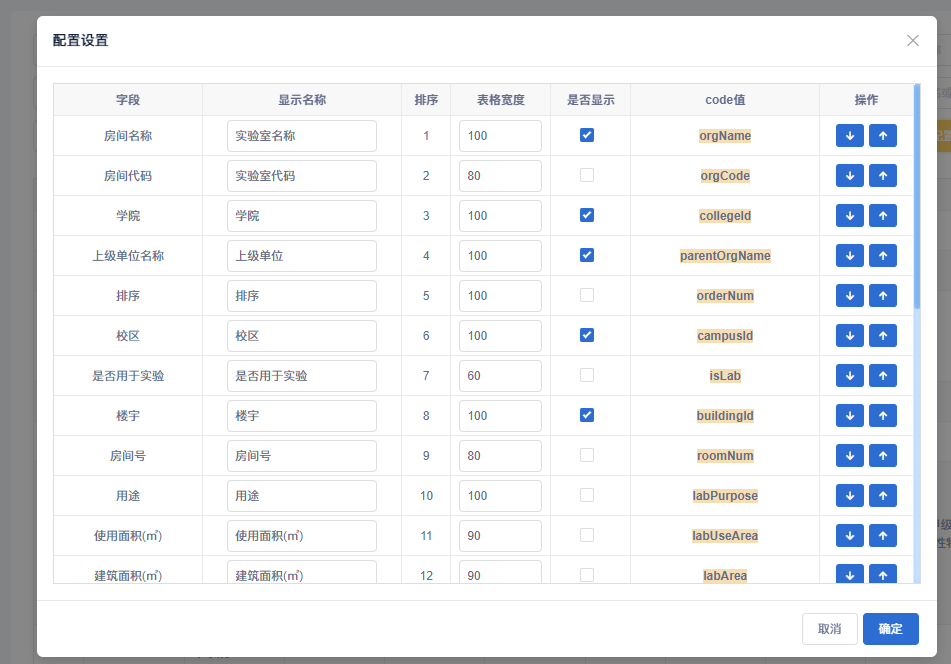 配置设置
字段 显示名称 排序 表格宽度 是否显示 code值 操作
房间名称 实验室名称 1 100 orgName
房间代码 实验室代码 2 80 orgCode
学院 学院 3 100 collegeId
上级单位名称 上级单位 4 100 parentOrgName
排序 排序 5 100 orderNum
校区 校区 6 100 campusId
是否用于实验 是否用于实验 7 60 isLab
楼宇 楼宇 8 100 buildingId
房间号 房间号 9 80 roomNum
用途 用途 10 100 labPurpose
使用面积(㎡) 使用面积(㎡) 11 90 labUseArea
建筑面积(㎡) 建筑面积(㎡) 12 90 labArea
取消 确定